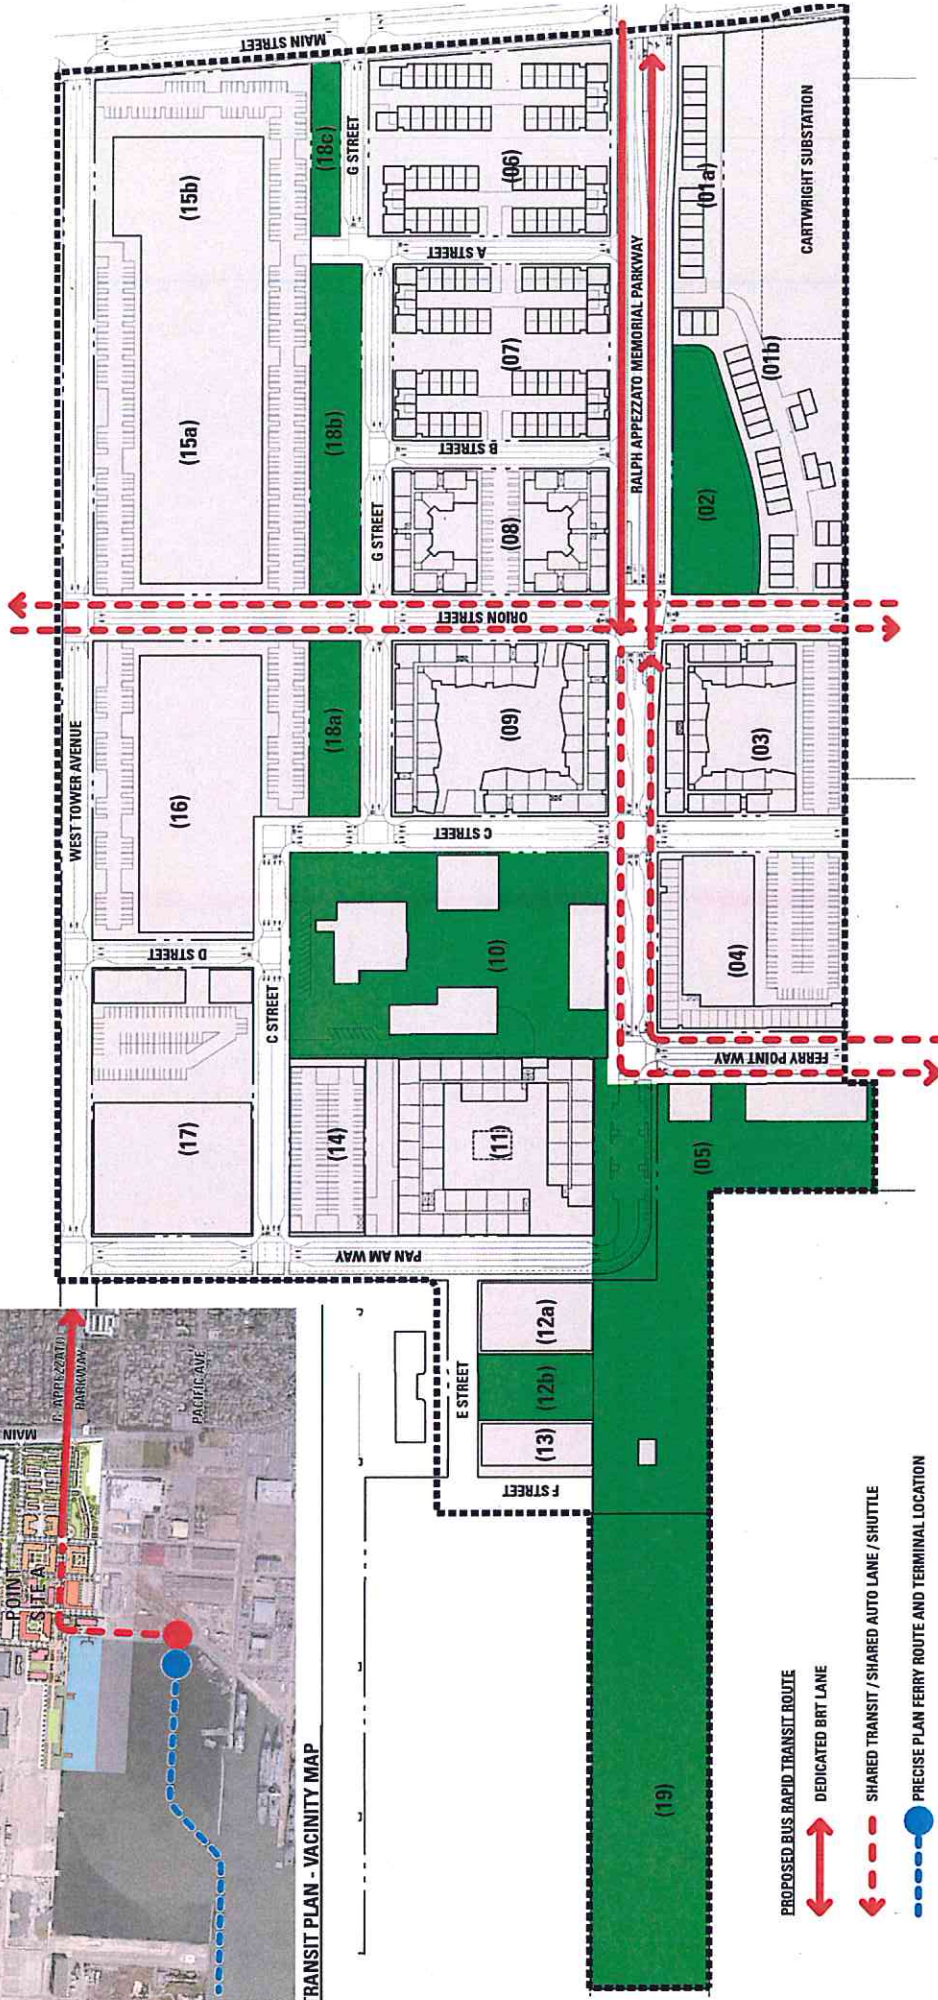 MAIN STREET
(15b)
(18c)
G STREET
(06)
(01a)
CARTWRIGHT SUBSTATION
A STREET
RALPH APPEZZATO MEMORIAL PARKWAY
(15a)
(18b)
(07)
(01b)
B STREET
G STREET
(08)
(02)
ORION STREET
WEST TOWER AVENUE
(16)
(18a)
(09)
(03)
C STREET
D STREET
(10)
(04)
C STREET
FERRY POINT WAY
(17)
(14)
(11)
(05)
PAN AM WAY
E STREET
(12a)
(12b)
(13)
F STREET
(19)
MAIN
R. APPEZZATO
PARKWAY
PACIFIC AVE
POINT
SITE A
TRANSIT PLAN - VACINITY MAP
PROPOSED BUS RAPID TRANSIT ROUTE
DEDICATED BRT LANE
SHARED TRANSIT / SHARED AUTO LANE / SHUTTLE
PRECISE PLAN FERRY ROUTE AND TERMINAL LOCATION